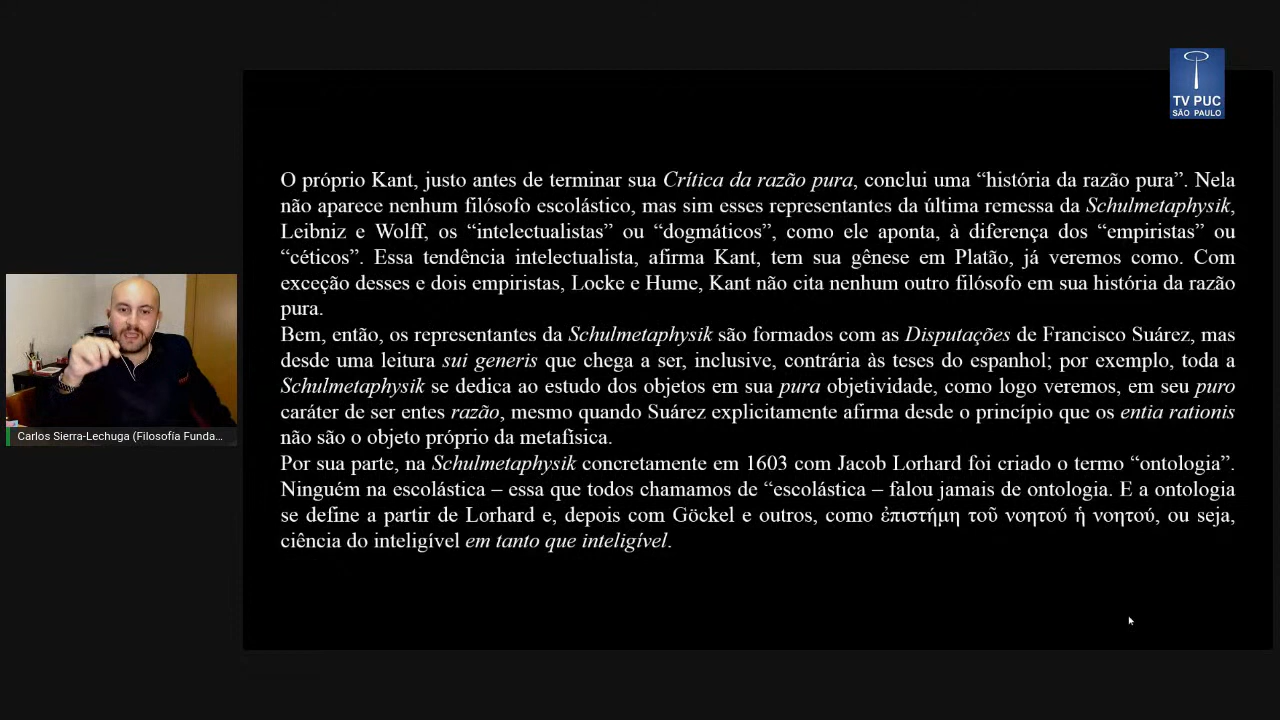 TV PUC
SÃO PAULO
O próprio Kant, justo antes de terminar sua Crítica da razão pura, conclui uma “história da razão pura”. Nela
não aparece nenhum filósofo escolástico, mas sim esses representantes da última remessa da Schulmetaphysik,
Leibniz e Wolff, os “intelectualistas” ou “dogmáticos”, como ele aponta, à diferença dos “empiristas” ou
“céticos”. Essa tendência intelectualista, afirma Kant, tem sua gênese em Platão, já veremos como. Com
exceção desses e dois empiristas, Locke e Hume, Kant não cita nenhum outro filósofo em sua história da razão
pura.
Bem, então, os representantes da Schulmetaphysik são formados com as Disputações de Francisco Suárez, mas
desde uma leitura sui generis que chega a ser, inclusive, contrária às teses do espanhol; por exemplo, toda a
Schulmetaphysik se dedica ao estudo dos objetos em sua pura objetividade, como logo veremos, em seu puro
caráter de ser entes razão, mesmo quando Suárez explicitamente afirma desde o princípio que os entia rationis
não são o objeto próprio da metafísica.
Por sua parte, na Schulmetaphysik concretamente em 1603 com Jacob Lorhard foi criado o termo “ontologia”.
Ninguém na escolástica – essa que todos chamamos de “escolástica – falou jamais de ontologia. E a ontologia
se define a partir de Lorhard e, depois com Göckel e outros, como ἐπιστήμη τοῦ νοητού ἡ νοητού, ou seja,
ciência do inteligível em tanto que inteligível.
Carlos Sierra-Lechuga (Filosofía Funda...